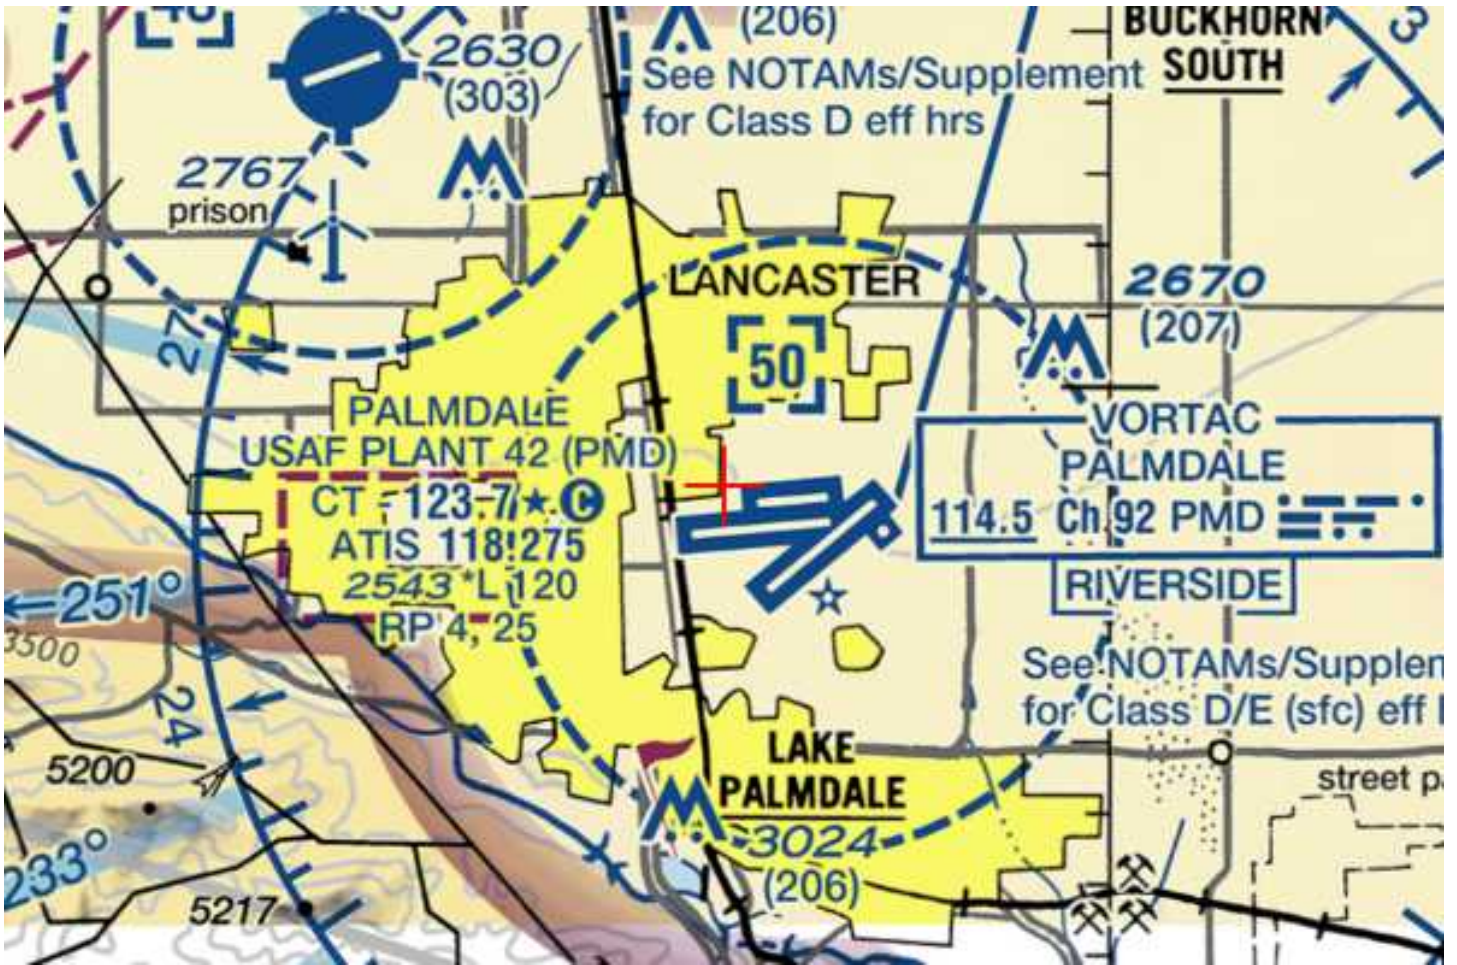 2630
(303)
(206)
See NOTAMs/Supplement
for Class D eff hrs
BUCKHORN
SOUTH
3
2767
prison
LANCASTER
2670
(207)
27
50
PALMDALE
USAF PLANT 42 (PMD)
CT - 123.7 ★ C
ATIS 118.275
2543 *L 120
RP 4, 25
VORTAC
PALMDALE
114.5 Ch 92 PMD
RIVERSIDE
See NOTAMs/Supplem
for Class D/E (sfc) eff
251°
3500
24
5200
LAKE
PALMDALE
3024
(206)
street pa
233°
5217